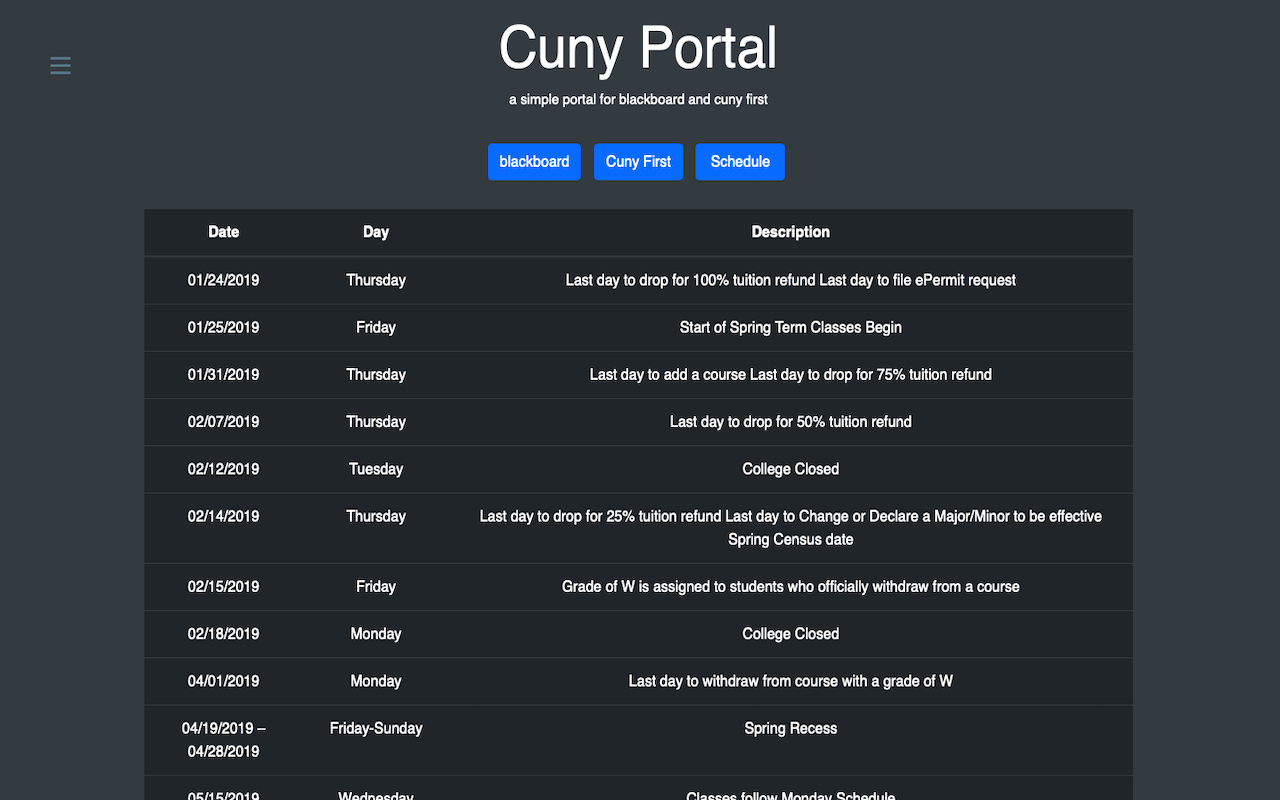 Cuny Portal
a simple portal for blackboard and cuny first
blackboard Cuny First Schedule
Date Day Description
01/24/2019 Thursday Last day to drop for 100% tuition refund Last day to file ePermit request
01/25/2019 Friday Start of Spring Term Classes Begin
01/31/2019 Thursday Last day to add a course Last day to drop for 75% tuition refund
02/07/2019 Thursday Last day to drop for 50% tuition refund
02/12/2019 Tuesday College Closed
02/14/2019 Thursday Last day to drop for 25% tuition refund Last day to Change or Declare a Major/Minor to be effective
Spring Census date
02/15/2019 Friday Grade of W is assigned to students who officially withdraw from a course
02/18/2019 Monday College Closed
04/01/2019 Monday Last day to withdraw from course with a grade of W
04/19/2019 – Friday-Sunday Spring Recess
04/28/2019
05/15/2019 Wednesday Classes follow Monday Schedule